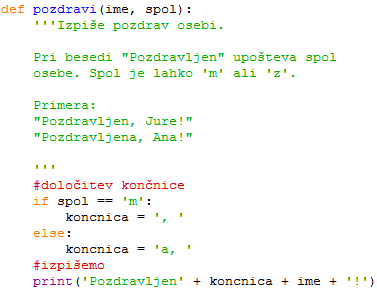 def pozdravi(ime, spol):
    '''Izpiše pozdrav osebi.

    Pri besedi "Pozdravljen" upošteva spol
    osebe. Spol je lahko 'm' ali 'z'.

    Primera:
    "Pozdravljen, Jure!"
    "Pozdravljena, Ana!"

    '''
    #določitev končnice
    if spol == 'm':
        koncnica = ', '
    else:
        koncnica = 'a, '
    #izpišemo
    print('Pozdravljen' + koncnica + ime + '!')